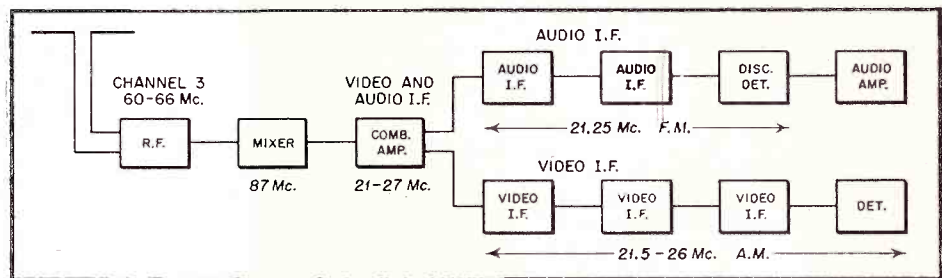 AUDIO I.F.
CHANNEL 3
60-66 Mc.
VIDEO AND
AUDIO I.F.
AUDIO
I.F.
AUDIO
I.F.
DISC.
DET.
AUDIO
AMP.
21.25 Mc. F.M.
R.F.
MIXER
COMB.
AMP.
87 Mc.
21-27 Mc.
VIDEO I.F.
VIDEO
I.F.
VIDEO
I.F.
VIDEO
I.F.
DET.
21.5-26 Mc. A.M.